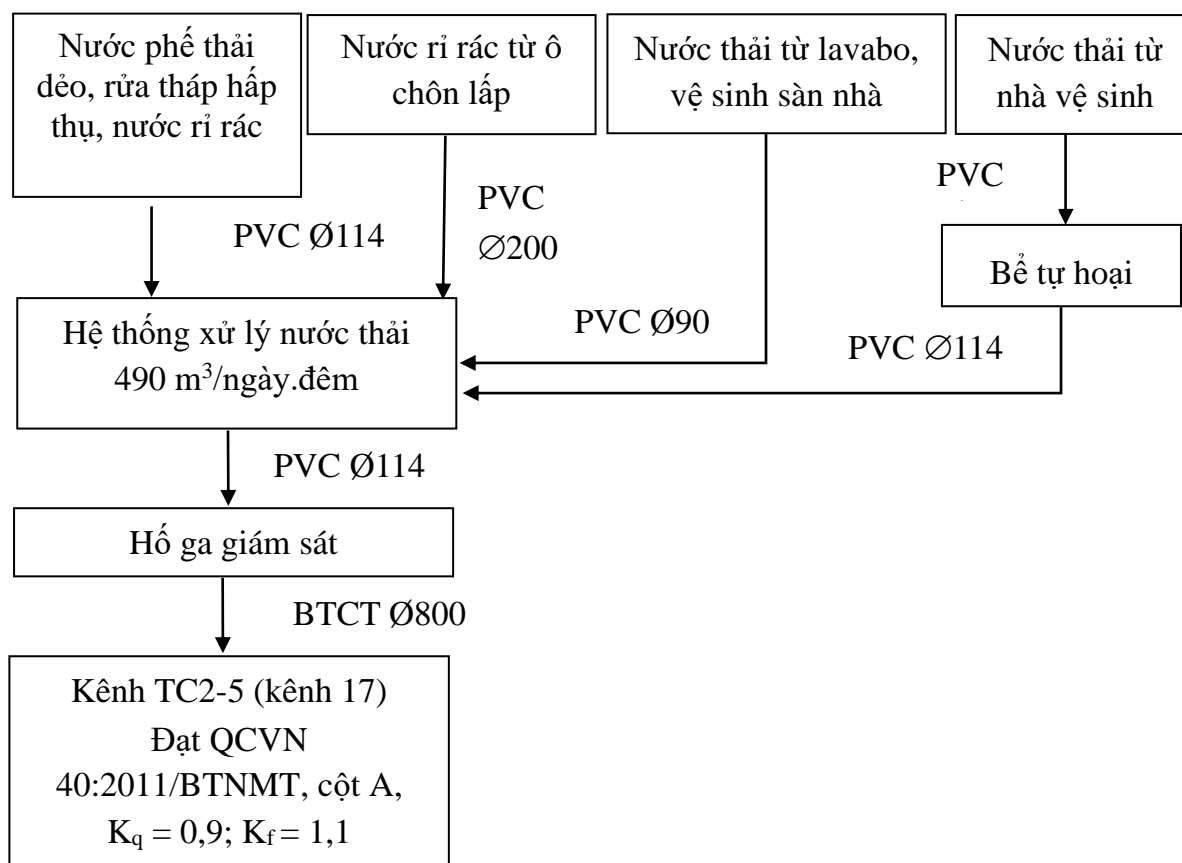 Nước phế thải
dẻo, rửa tháp hấp
thụ, nước rỉ rác
Nước rỉ rác từ ô
chôn lấp
Nước thải từ lavabo,
vệ sinh sàn nhà
Nước thải từ
nhà vệ sinh
PVC Ø114
PVC
∅200
PVC
Bể tự hoại
PVC Ø90
PVC ∅114
Hệ thống xử lý nước thải
490 m³/ngày.đêm
PVC Ø114
Hố ga giám sát
BTCT Ø800
Kênh TC2-5 (kênh 17)
Đạt QCVN
40:2011/BTNMT, cột A,
Kq = 0,9; Kf = 1,1